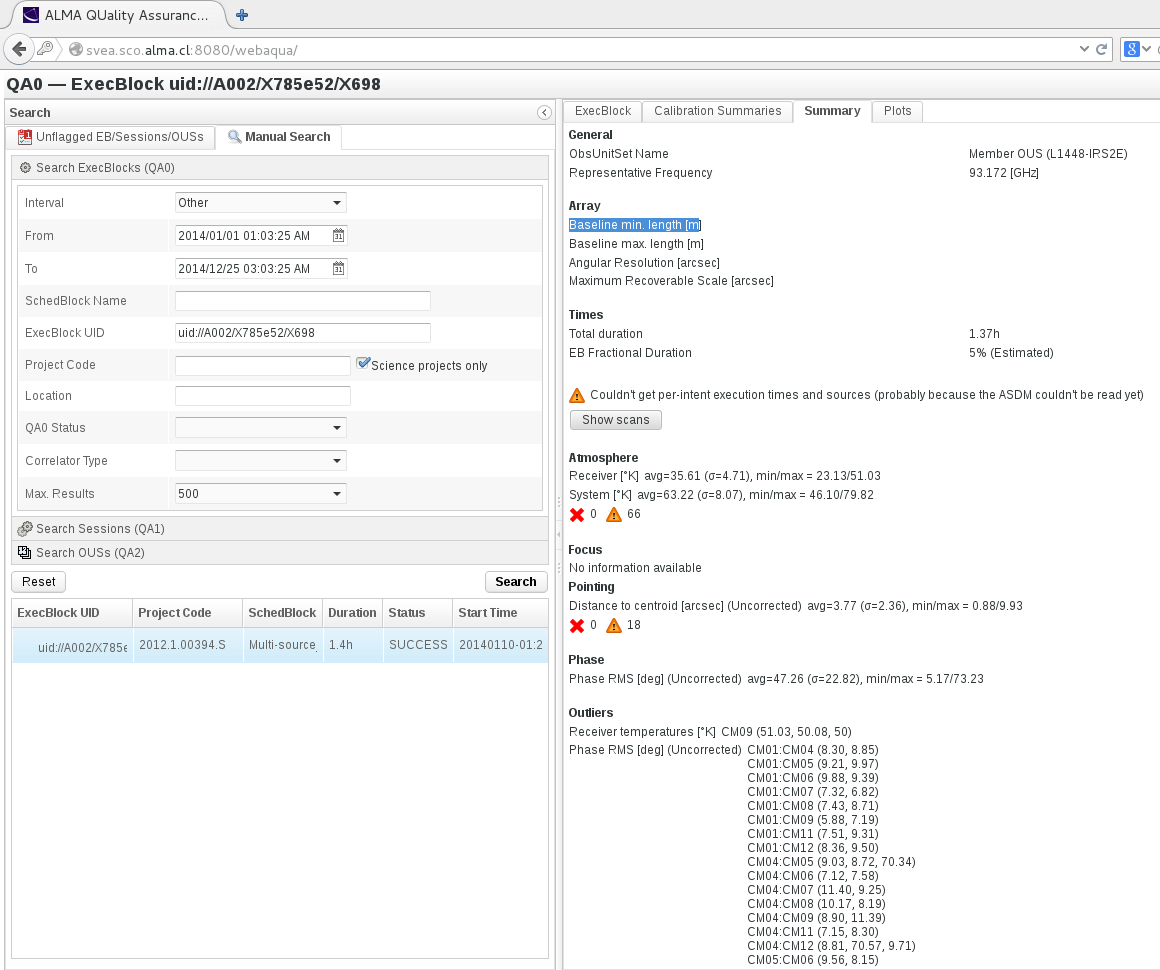 ALMA QUality Assuranc...
svea.sco.alma.cl:8080/webaqua/
QA0 — ExecBlock uid://A002/X785e52/X698
Search
Unflagged EB/Sessions/OUSs
Manual Search
Search ExecBlocks (QA0)
Interval Other
From 2014/01/01 01:03:25 AM
To 2014/12/25 03:03:25 AM
SchedBlock Name
ExecBlock UID uid://A002/X785e52/X698
Project Code Science projects only
Location
QA0 Status
Correlator Type
Max. Results 500
Search Sessions (QA1)
Search OUSs (QA2)
Reset Search
ExecBlock UID Project Code SchedBlock Duration Status Start Time
uid://A002/X785e 2012.1.00394.S Multi-source_ 1.4h SUCCESS 20140110-01:2
ExecBlock Calibration Summaries Summary Plots
General
ObsUnitSet Name Member OUS (L1448-IRS2E)
Representative Frequency 93.172 [GHz]
Array
Baseline min. length [m]
Baseline max. length [m]
Angular Resolution [arcsec]
Maximum Recoverable Scale [arcsec]
Times
Total duration 1.37h
EB Fractional Duration 5% (Estimated)
Couldn't get per-intent execution times and sources (probably because the ASDM couldn't be read yet)
Show scans
Atmosphere
Receiver [°K] avg=35.61 (σ=4.71), min/max = 23.13/51.03
System [°K] avg=63.22 (σ=8.07), min/max = 46.10/79.82
0 66
Focus
No information available
Pointing
Distance to centroid [arcsec] (Uncorrected) avg=3.77 (σ=2.36), min/max = 0.88/9.93
0 18
Phase
Phase RMS [deg] (Uncorrected) avg=47.26 (σ=22.82), min/max = 5.17/73.23
Outliers
Receiver temperatures [°K] CM09 (51.03, 50.08, 50)
Phase RMS [deg] (Uncorrected) CM01:CM04 (8.30, 8.85)
CM01:CM05 (9.21, 9.97)
CM01:CM06 (9.88, 9.39)
CM01:CM07 (7.32, 6.82)
CM01:CM08 (7.43, 8.71)
CM01:CM09 (5.88, 7.19)
CM01:CM11 (7.51, 9.31)
CM01:CM12 (8.36, 9.50)
CM04:CM05 (9.03, 8.72, 70.34)
CM04:CM06 (7.12, 7.58)
CM04:CM07 (11.40, 9.25)
CM04:CM08 (10.17, 8.19)
CM04:CM09 (8.90, 11.39)
CM04:CM11 (7.15, 8.30)
CM04:CM12 (8.81, 70.57, 9.71)
CM05:CM06 (9.56, 8.15)